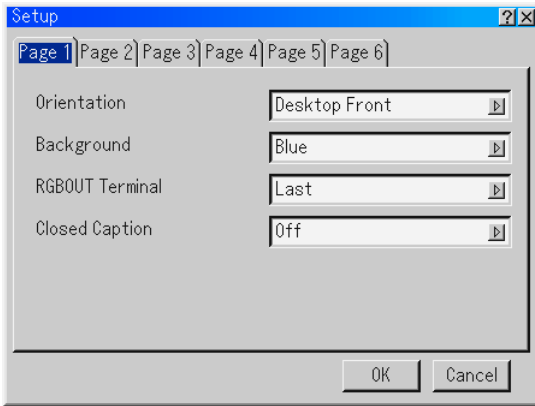 Setup
Page 1 Page 2 Page 3 Page 4 Page 5 Page 6
Orientation Desktop Front
Background Blue
RGBOUT Terminal Last
Closed Caption Off
OK Cancel